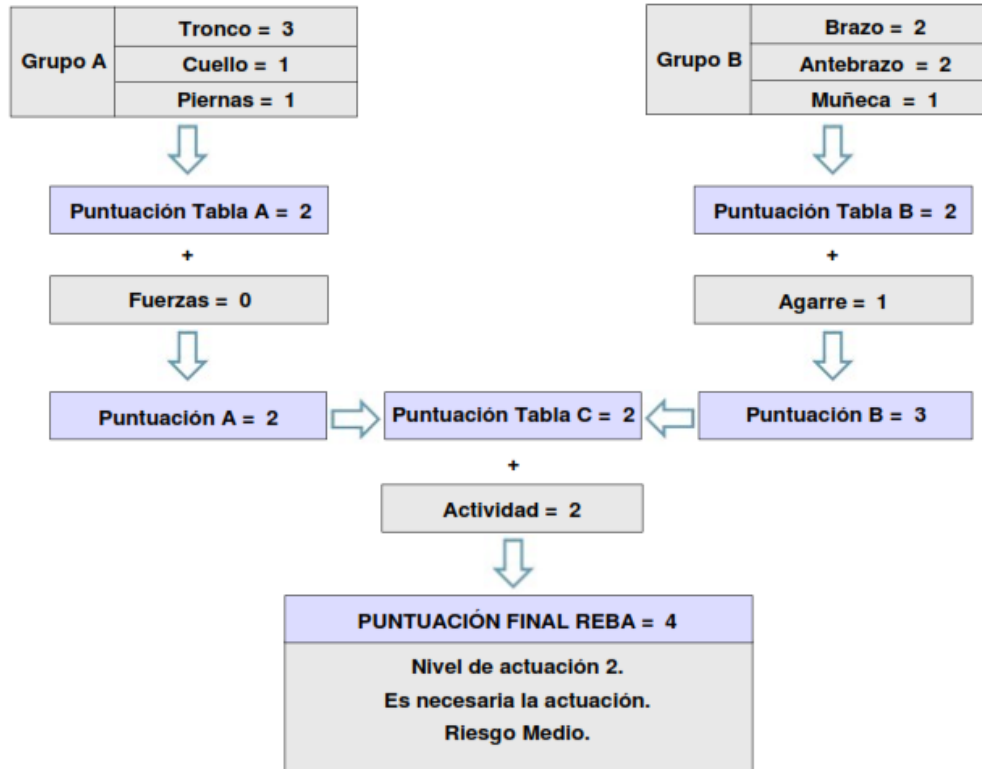 Grupo A
Tronco = 3
Cuello = 1
Piernas = 1
Grupo B
Brazo = 2
Antebrazo = 2
Muñeca = 1
Puntuación Tabla A = 2
Puntuación Tabla B = 2
+
+
Fuerzas = 0
Agarre = 1
Puntuación A = 2
Puntuación Tabla C = 2
Puntuación B = 3
+
Actividad = 2
PUNTUACIÓN FINAL REBA = 4
Nivel de actuación 2.
Es necesaria la actuación.
Riesgo Medio.